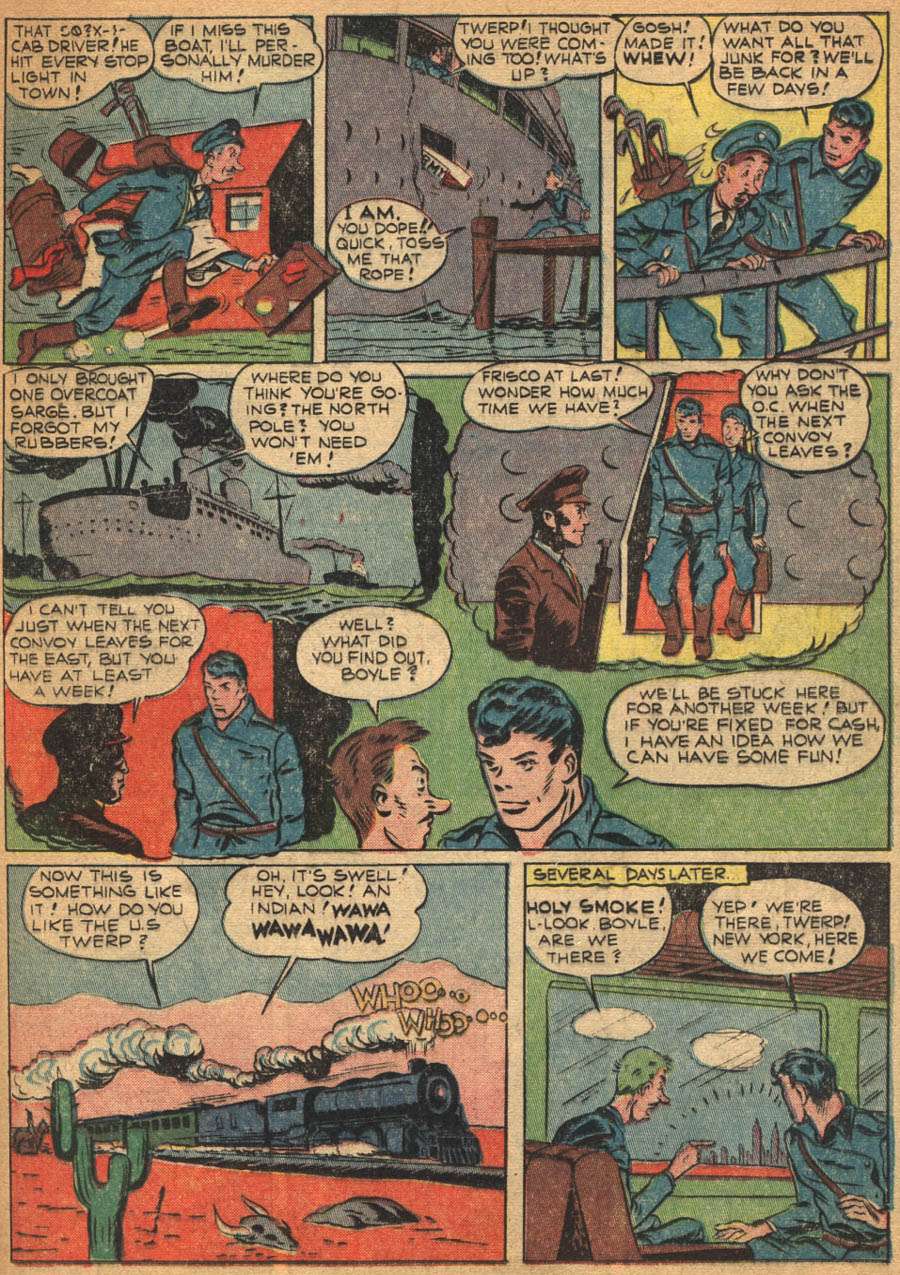 THAT SO?X-!-
CAB DRIVER! HE
HIT EVERY STOP
LIGHT IN
TOWN!
IF I MISS THIS
BOAT, I'LL PER-
SONALLY MURDER
HIM!
TWERP! I THOUGHT
YOU WERE COM-
ING TOO! WHAT'S
UP?
I AM,
YOU DOPE!
QUICK, TOSS
ME THAT
ROPE!
GOSH!
MADE IT!
WHEW!
WHAT DO YOU
WANT ALL THAT
JUNK FOR? WE'LL
BE BACK IN A
FEW DAYS!
I ONLY BROUGHT
ONE OVERCOAT
SARGE. BUT I
FORGOT MY
RUBBERS!
WHERE DO YOU
THINK YOU'RE GO-
ING? THE NORTH
POLE? YOU
WON'T NEED
'EM!
FRISCO AT LAST!
WONDER HOW MUCH
TIME WE HAVE?
WHY DON'T
YOU ASK THE
O.C. WHEN
THE NEXT
CONVOY
LEAVES?
I CAN'T TELL YOU
JUST WHEN THE NEXT
CONVOY LEAVES FOR
THE EAST, BUT YOU
HAVE AT LEAST
A WEEK!
WELL?
WHAT DID
YOU FIND OUT,
BOYLE?
WE'LL BE STUCK HERE
FOR ANOTHER WEEK! BUT
IF YOU'RE FIXED FOR CASH,
I HAVE AN IDEA HOW WE
CAN HAVE SOME FUN!
NOW THIS IS
SOMETHING LIKE
IT! HOW DO YOU
LIKE THE U.S
TWERP?
OH, IT'S SWELL!
HEY, LOOK! AN
INDIAN! WAWA
WAWA WAWA!
WHOO...
WHOO-O--
SEVERAL DAYS LATER...
HOLY SMOKE!
L-LOOK BOYLE,
ARE WE
THERE?
YEP! WE'RE
THERE, TWERP!
NEW YORK, HERE
WE COME!